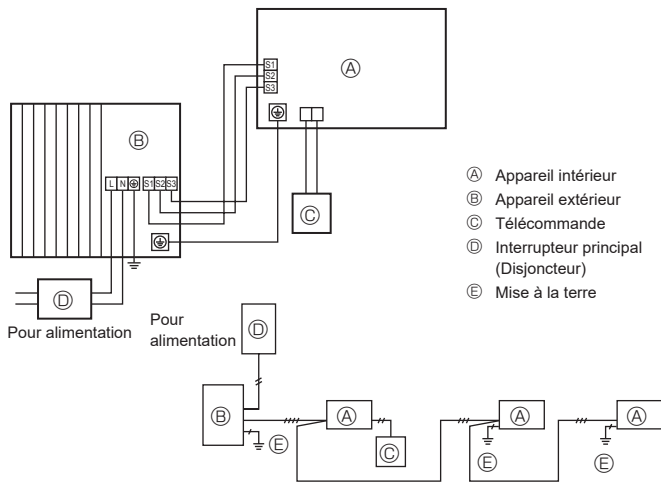 S1
S2
S3
Ⓐ
Ⓑ
L N S1 S2 S3
Ⓒ
Ⓓ
Pour alimentation
Ⓐ Appareil intérieur
Ⓑ Appareil extérieur
Ⓒ Télécommande
Ⓓ Interrupteur principal
(Disjoncteur)
Ⓔ Mise à la terre
Pour
alimentation
Ⓓ
Ⓑ
Ⓔ
Ⓐ
Ⓒ
Ⓐ
Ⓔ
Ⓐ
Ⓔ